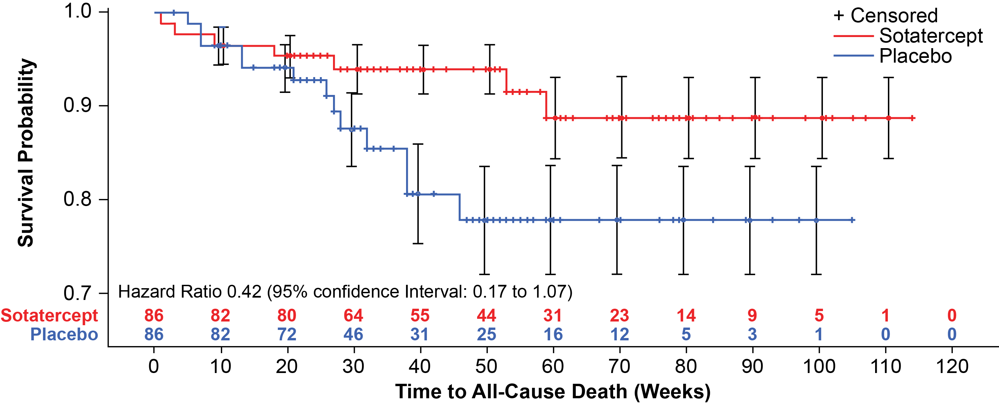 1.0
0.9
0.8
0.7
Survival Probability
+ Censored
Sotatercept
Placebo
Hazard Ratio 0.42 (95% confidence Interval: 0.17 to 1.07)
Sotatercept 86 82 80 64 55 44 31 23 14 9 5 1 0
Placebo 86 82 72 46 31 25 16 12 5 3 1 0 0
0 10 20 30 40 50 60 70 80 90 100 110 120
Time to All-Cause Death (Weeks)